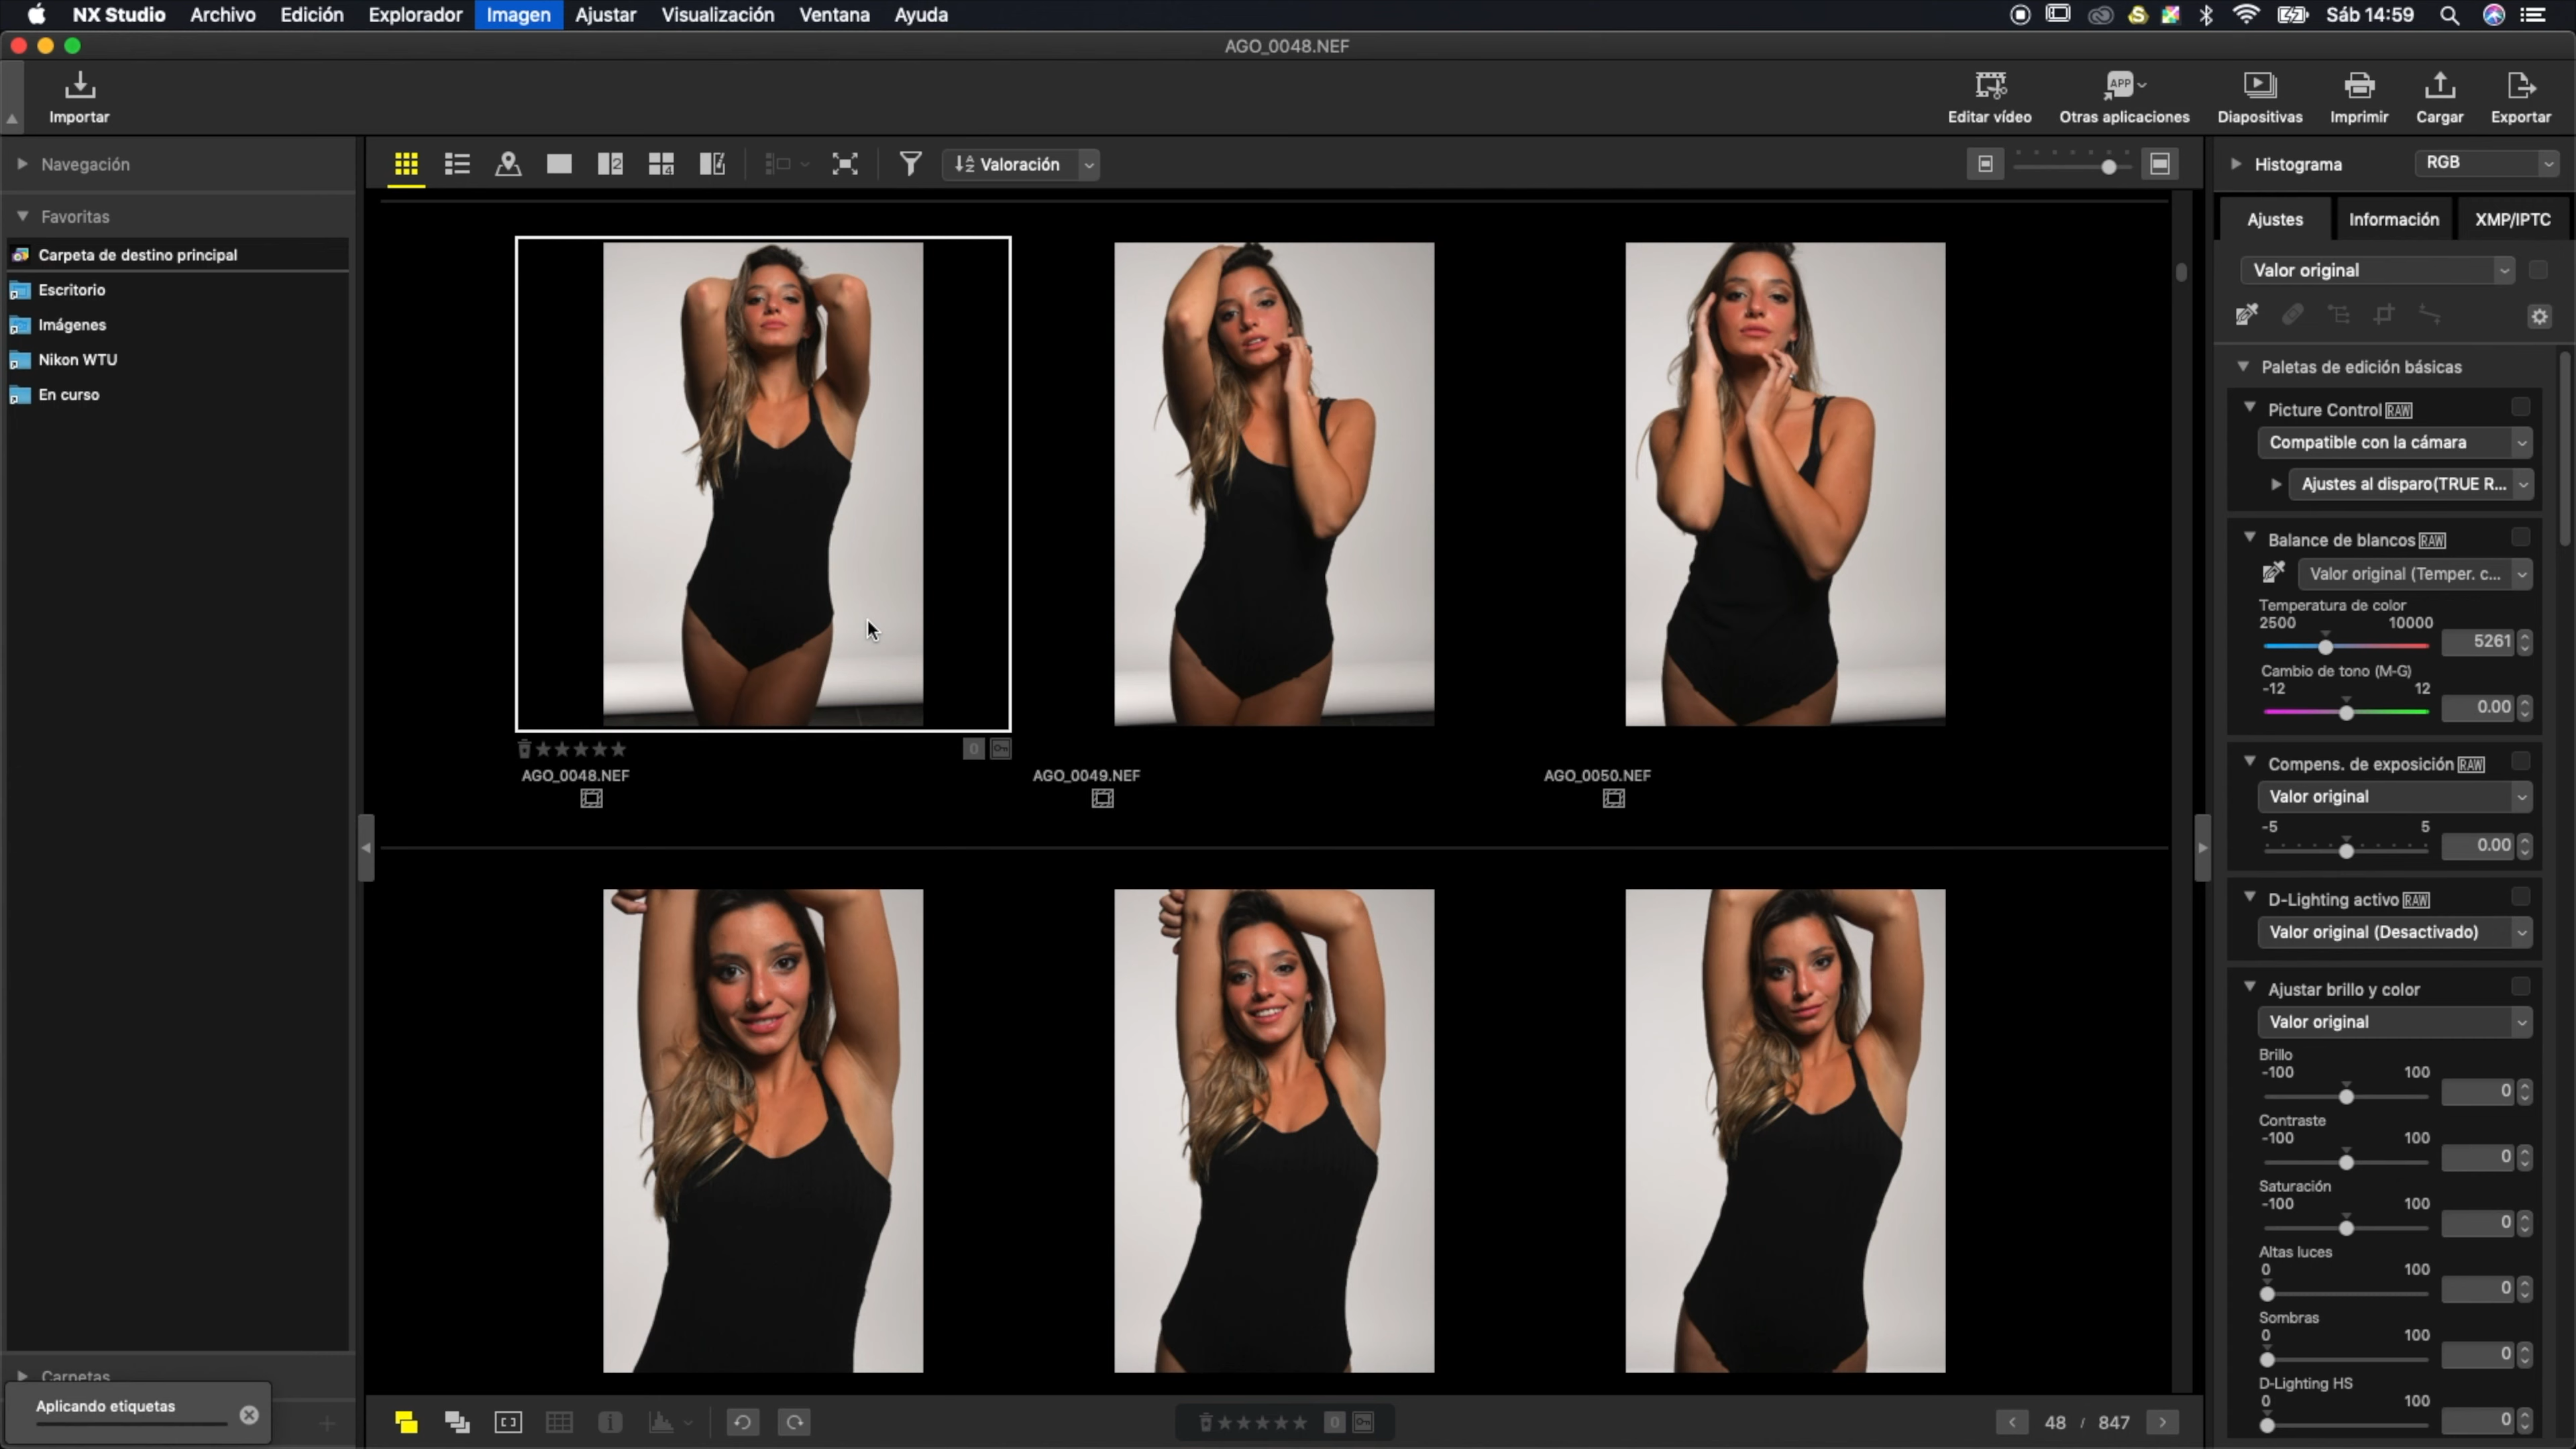 NX Studio Archivo Edición Explorador Imagen Ajustar Visualización Ventana Ayuda Sáb 14:59
AGO_0048.NEF
Importar
APP
Editar vídeo Otras aplicaciones Diapositivas Imprimir Cargar Exportar
Navegación
Valoración
Histograma RGB
Favoritas
Ajustes Información XMP/IPTC
Carpeta de destino principal
Escritorio
Imágenes
Nikon WTU
En curso
Valor original
Paletas de edición básicas
Picture Control RAW
Compatible con la cámara
Ajustes al disparo(TRUE R...
Balance de blancos RAW
Valor original (Temper. c...
Temperatura de color
2500 10000
5261
Cambio de tono (M-G)
-12 12
0.00
Compens. de exposición RAW
Valor original
-5 5
0.00
D-Lighting activo RAW
Valor original (Desactivado)
Ajustar brillo y color
Valor original
Brillo
-100 100
0
Contraste
-100 100
0
Saturación
-100 100
0
Altas luces
0 100
0
Sombras
0 100
0
D-Lighting HS
0 100
0
0
AGO_0048.NEF AGO_0049.NEF AGO_0050.NEF
Carpetas
Aplicando etiquetas
0
48 / 847